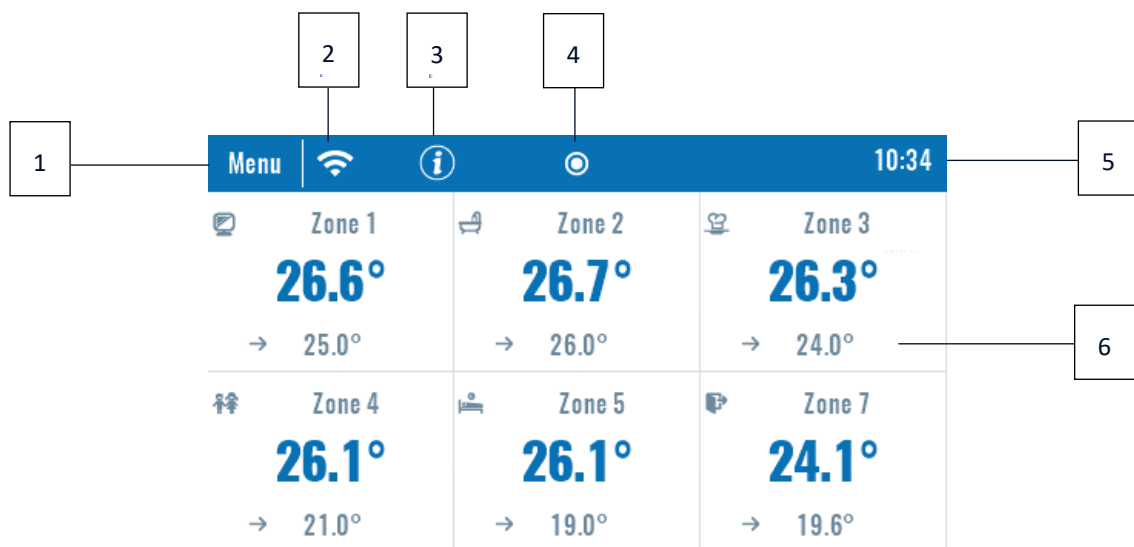 2 3 4
1 5
Menu i 10:34
Zone 1 Zone 2 Zone 3
26.6° 26.7° 26.3°
→ 25.0° → 26.0° → 24.0°
6
Zone 4 Zone 5 Zone 7
26.1° 26.1° 24.1°
→ 21.0° → 19.0° → 19.6°